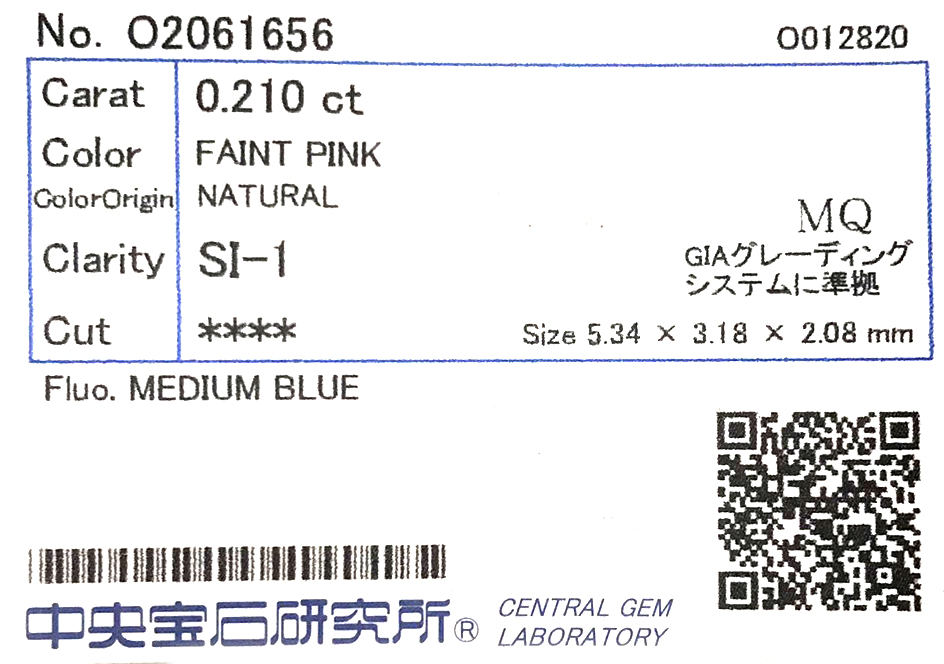 No. O2061656
O012820
Carat 0.210 ct
Color FAINT PINK
ColorOrigin NATURAL
MQ
GIAグレーディング
システムに準拠
Clarity SI-1
Cut ****
Size 5.34 × 3.18 × 2.08 mm
Fluo. MEDIUM BLUE
中央宝石研究所®
CENTRAL GEM
LABORATORY